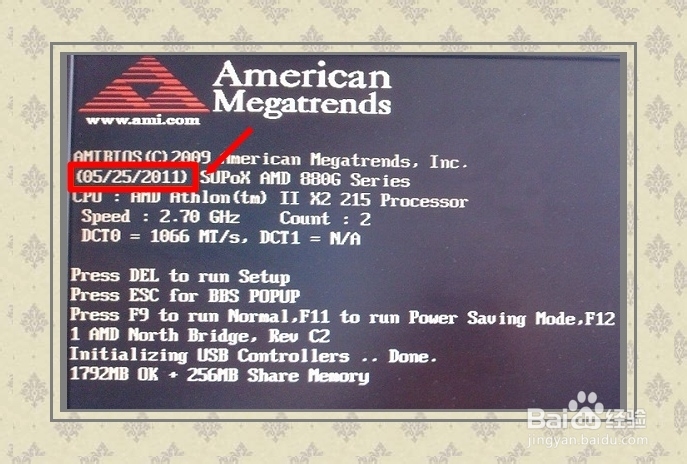 American
Megatrends
www.ami.com
AMIBIOS(C)2009 American Megatrends, Inc.
(05/25/2011) SUPoX AMD 880G Series
CPU : AMD Athlon(tm) II X2 215 Processor
Speed : 2.70 GHz Count : 2
DCT0 = 1066 MT/s, DCT1 = N/A
Press DEL to run Setup
Press ESC for BBS POPUP
Press F9 to run Normal,F11 to run Power Saving Mode,F12
1 AMD North Bridge, Rev C2
Initializing USB Controllers .. Done.
1792MB OK + 256MB Share Memory
Baidu 经验
jingyan.baidu.com